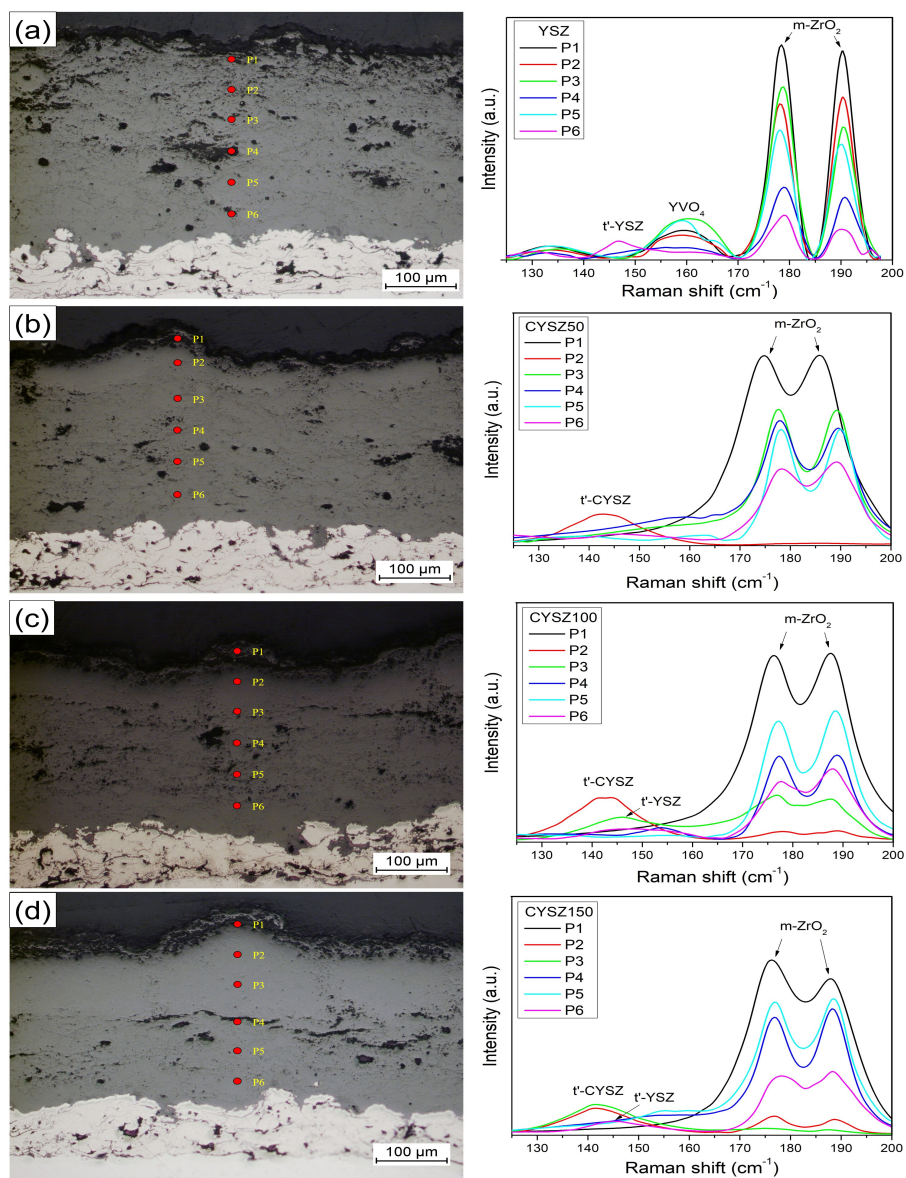 (a)
P1
P2
P3
P4
P5
P6
100 µm
YSZ
P1
P2
P3
P4
P5
P6
m-ZrO2
t'-YSZ
YVO4
Intensity (a.u.)
130 140 150 160 170 180 190 200
Raman shift (cm-1)
(b)
P1
P2
P3
P4
P5
P6
100 µm
CYSZ50
P1
P2
P3
P4
P5
P6
m-ZrO2
t'-CYSZ
Intensity (a.u.)
130 140 150 160 170 180 190 200
Raman shift (cm-1)
(c)
P1
P2
P3
P4
P5
P6
100 µm
CYSZ100
P1
P2
P3
P4
P5
P6
m-ZrO2
t'-CYSZ
t'-YSZ
Intensity (a.u.)
130 140 150 160 170 180 190 200
Raman shift (cm-1)
(d)
P1
P2
P3
P4
P5
P6
100 µm
CYSZ150
P1
P2
P3
P4
P5
P6
m-ZrO2
t'-CYSZ
t'-YSZ
Intensity (a.u.)
130 140 150 160 170 180 190 200
Raman shift (cm-1)